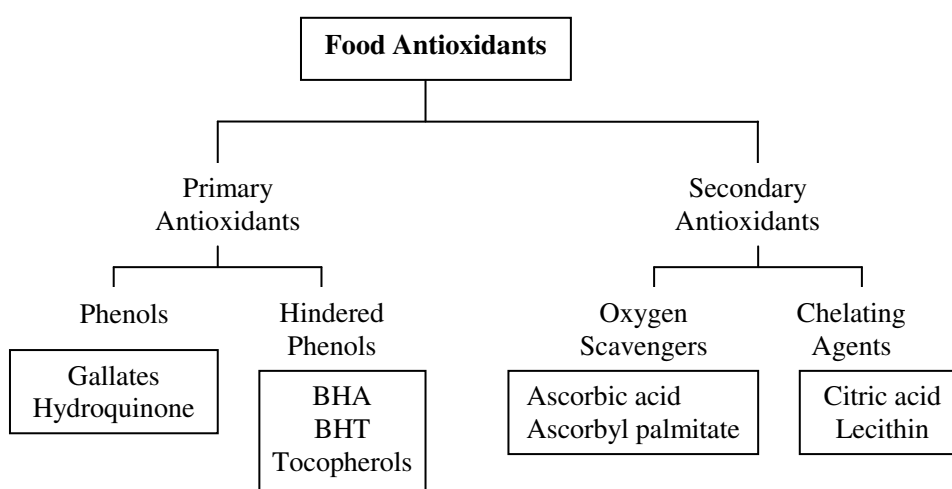 Food Antioxidants
Primary
Antioxidants
Secondary
Antioxidants
Phenols
Hindered
Phenols
Oxygen
Scavengers
Chelating
Agents
Gallates
Hydroquinone
BHA
BHT
Tocopherols
Ascorbic acid
Ascorbyl palmitate
Citric acid
Lecithin